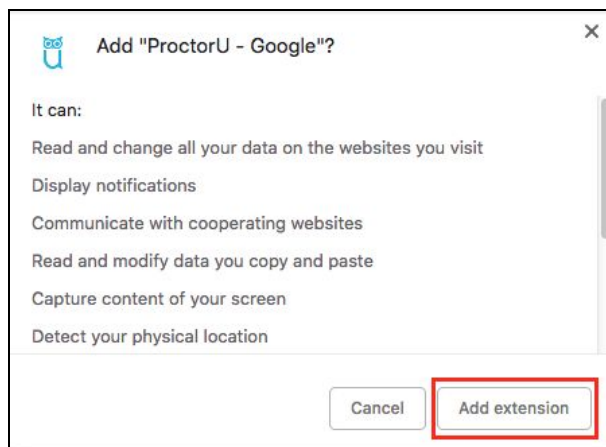 Add "ProctorU - Google"?
It can:
Read and change all your data on the websites you visit
Display notifications
Communicate with cooperating websites
Read and modify data you copy and paste
Capture content of your screen
Detect your physical location
Cancel
Add extension